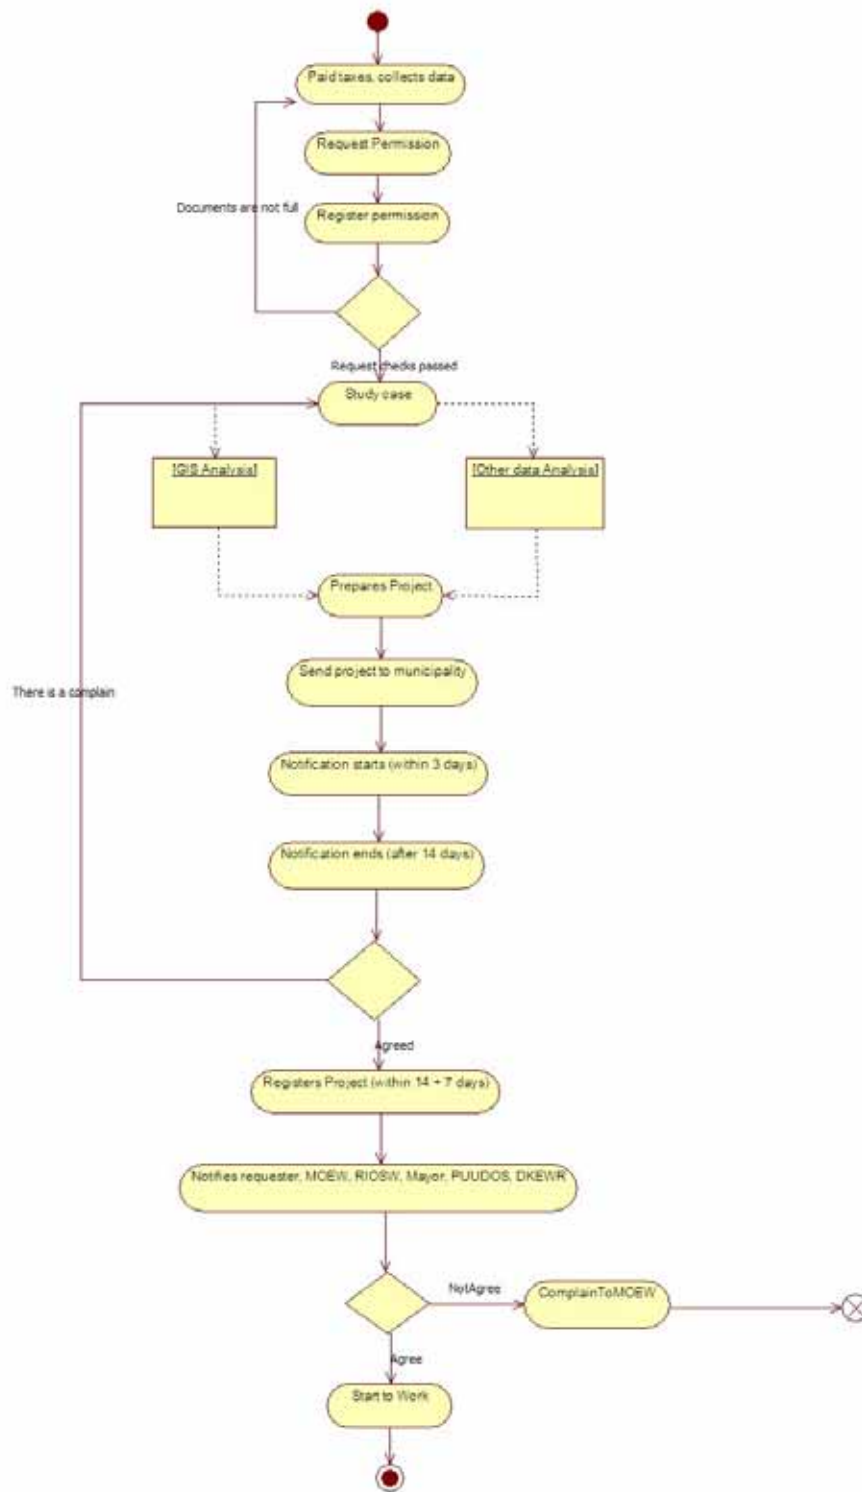 Paid taxes, collects data
Request Permission
Documents are not full
Register permission
Request checks passed
Study case
[GIS Analysis]
[Other data Analysis]
Prepares Project
Send project to municipality
There is a complain
Notification starts (within 3 days)
Notification ends (after 14 days)
Agreed
Registers Project (within 14 + 7 days)
Notifies requester, MOEW, RIOSW, Mayor, PUUDOS, DKEWR
NotAgree
ComplainToMOEW
Agree
Start to Work